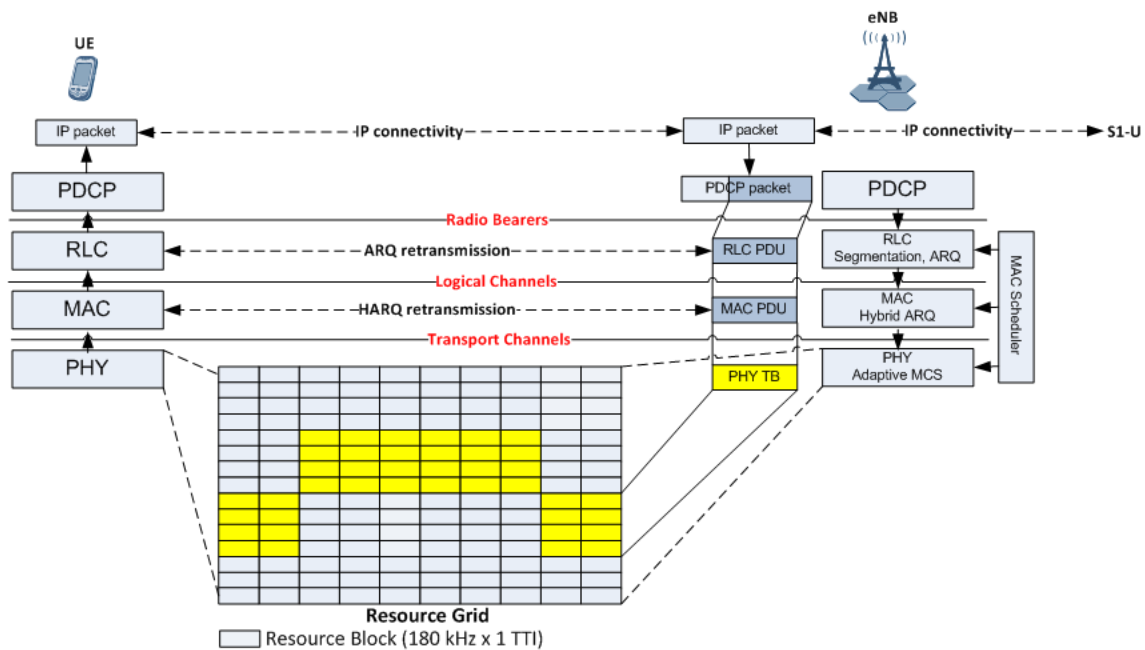 eNB
UE
IP packet
IP connectivity
IP packet
IP connectivity
S1-U
PDCP
PDCP packet
PDCP
Radio Bearers
RLC
ARQ retransmission
RLC PDU
RLC
Segmentation, ARQ
MAC Scheduler
Logical Channels
MAC
HARQ retransmission
MAC PDU
MAC
Hybrid ARQ
Transport Channels
PHY
PHY TB
PHY
Adaptive MCS
Resource Grid
Resource Block (180 kHz x 1 TTI)